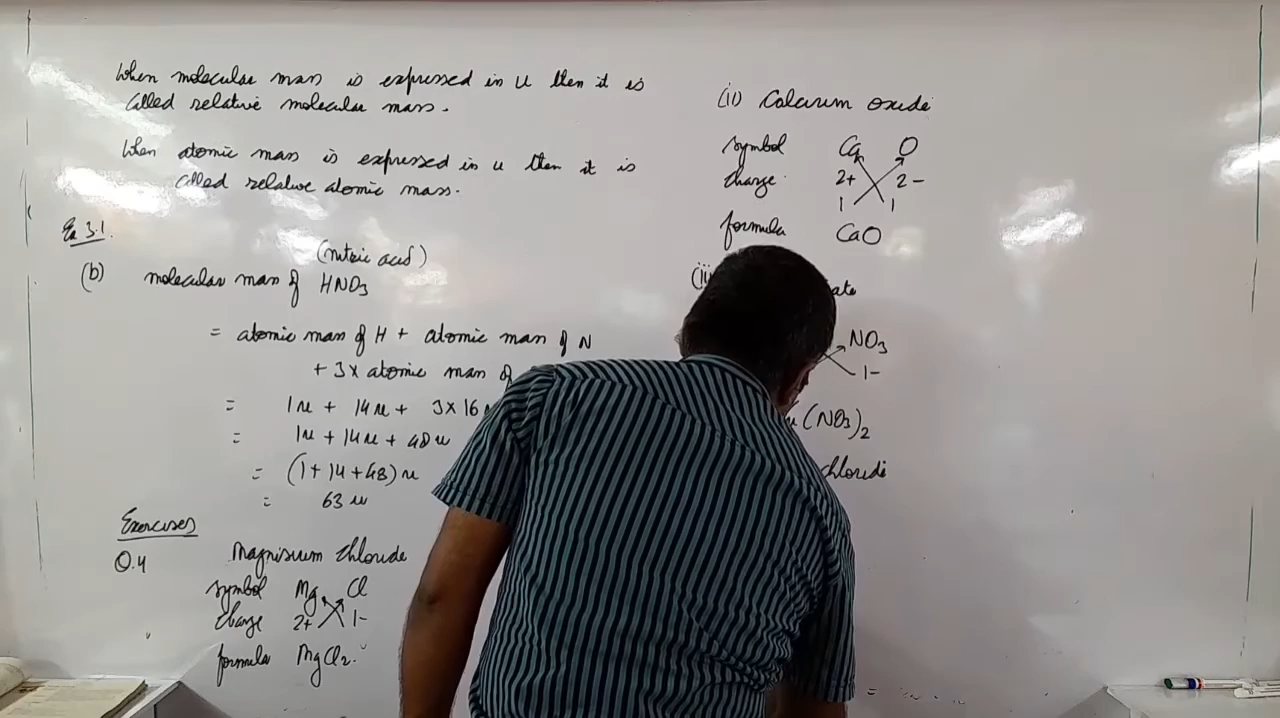 When molecular mass is expressed in u then it is
called relative molecular mass.
When atomic mass is expressed in u then it is
called relative atomic mass.
Ex 3.1.
(nitric acid)
(b) molecular mass of HNO3
= atomic mass of H + atomic mass of N
+ 3 x atomic mass of
= 1u + 14u + 3 x 16
= 1u + 14u + 48u
= (1 + 14 + 48) u
= 63 u
Exercises
Q.4 Magnisium Chloride
symbol Mg Cl
Charge 2+ 1-
formula MgCl2.
(ii) Calcium oxide
symbol Ca O
charge 2+ 2-
1 1
formula CaO
(iii
ate
NO3
1-
(NO3)2
chloride